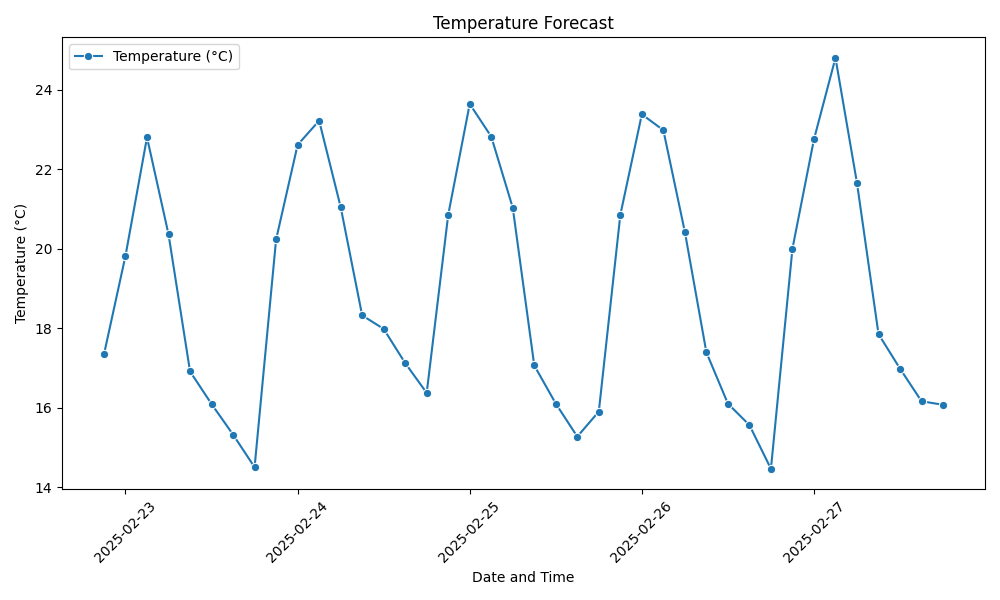 Temperature Forecast
Temperature (°C)
Temperature (°C)
24
22
20
18
16
14
2025-02-23
2025-02-24
2025-02-25
2025-02-26
2025-02-27
Date and Time